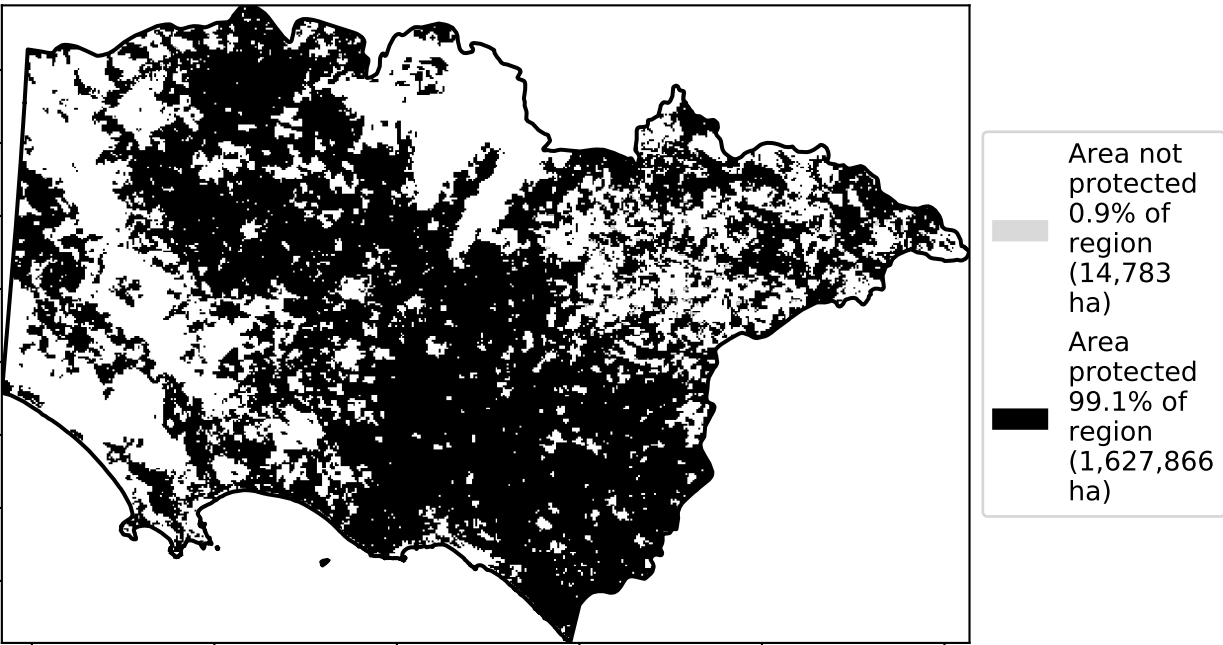 Area not
protected
0.9% of
region
(14,783
ha)
Area
protected
99.1% of
region
(1,627,866
ha)